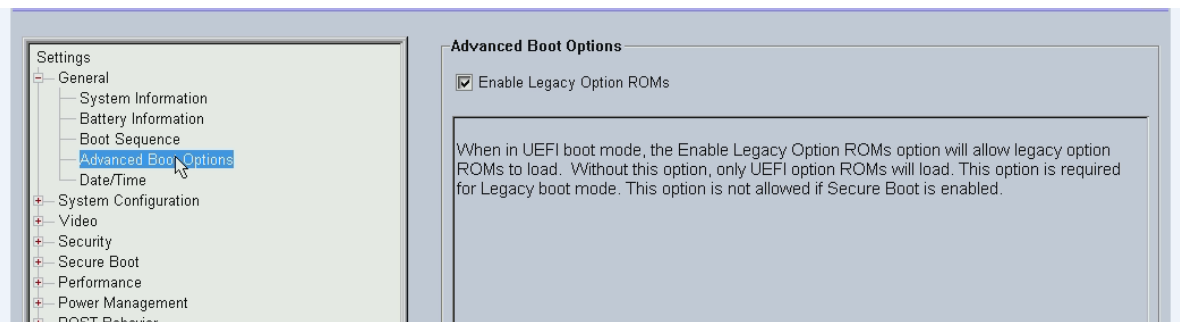 Settings
General
System Information
Battery Information
Boot Sequence
Advanced Boot Options
Date/Time
System Configuration
Video
Security
Secure Boot
Performance
Power Management
POST Behavior
Advanced Boot Options
Enable Legacy Option ROMs
When in UEFI boot mode, the Enable Legacy Option ROMs option will allow legacy option
ROMs to load. Without this option, only UEFI option ROMs will load. This option is required
for Legacy boot mode. This option is not allowed if Secure Boot is enabled.